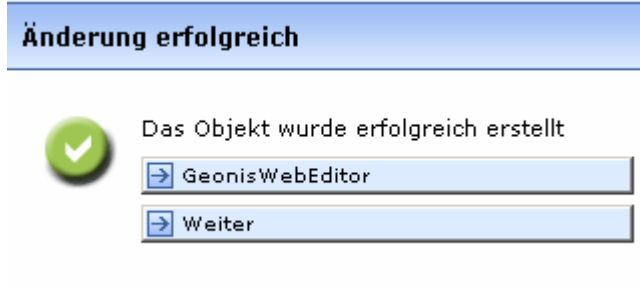 Änderung erfolgreich
Das Objekt wurde erfolgreich erstellt
GeonisWebEditor
Weiter